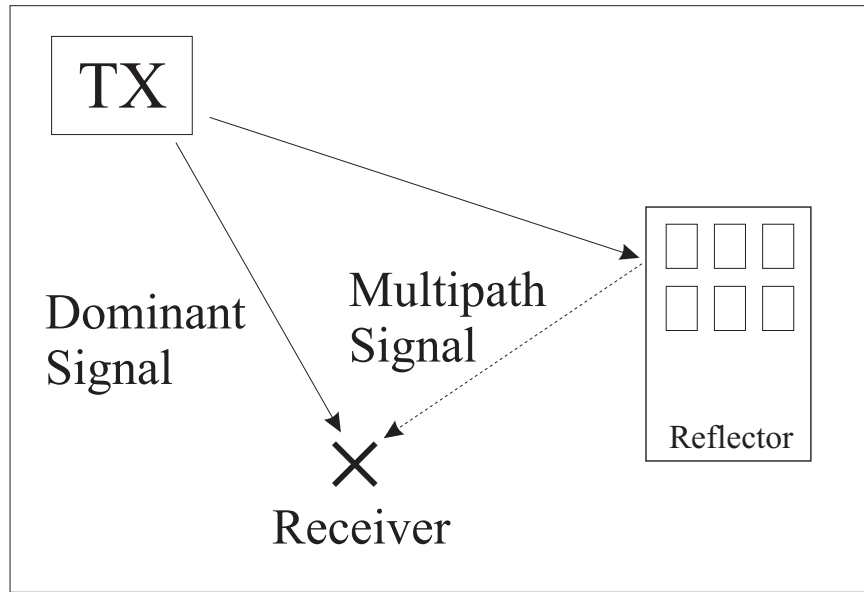 TX
Dominant
Signal
Multipath
Signal
Reflector
Receiver